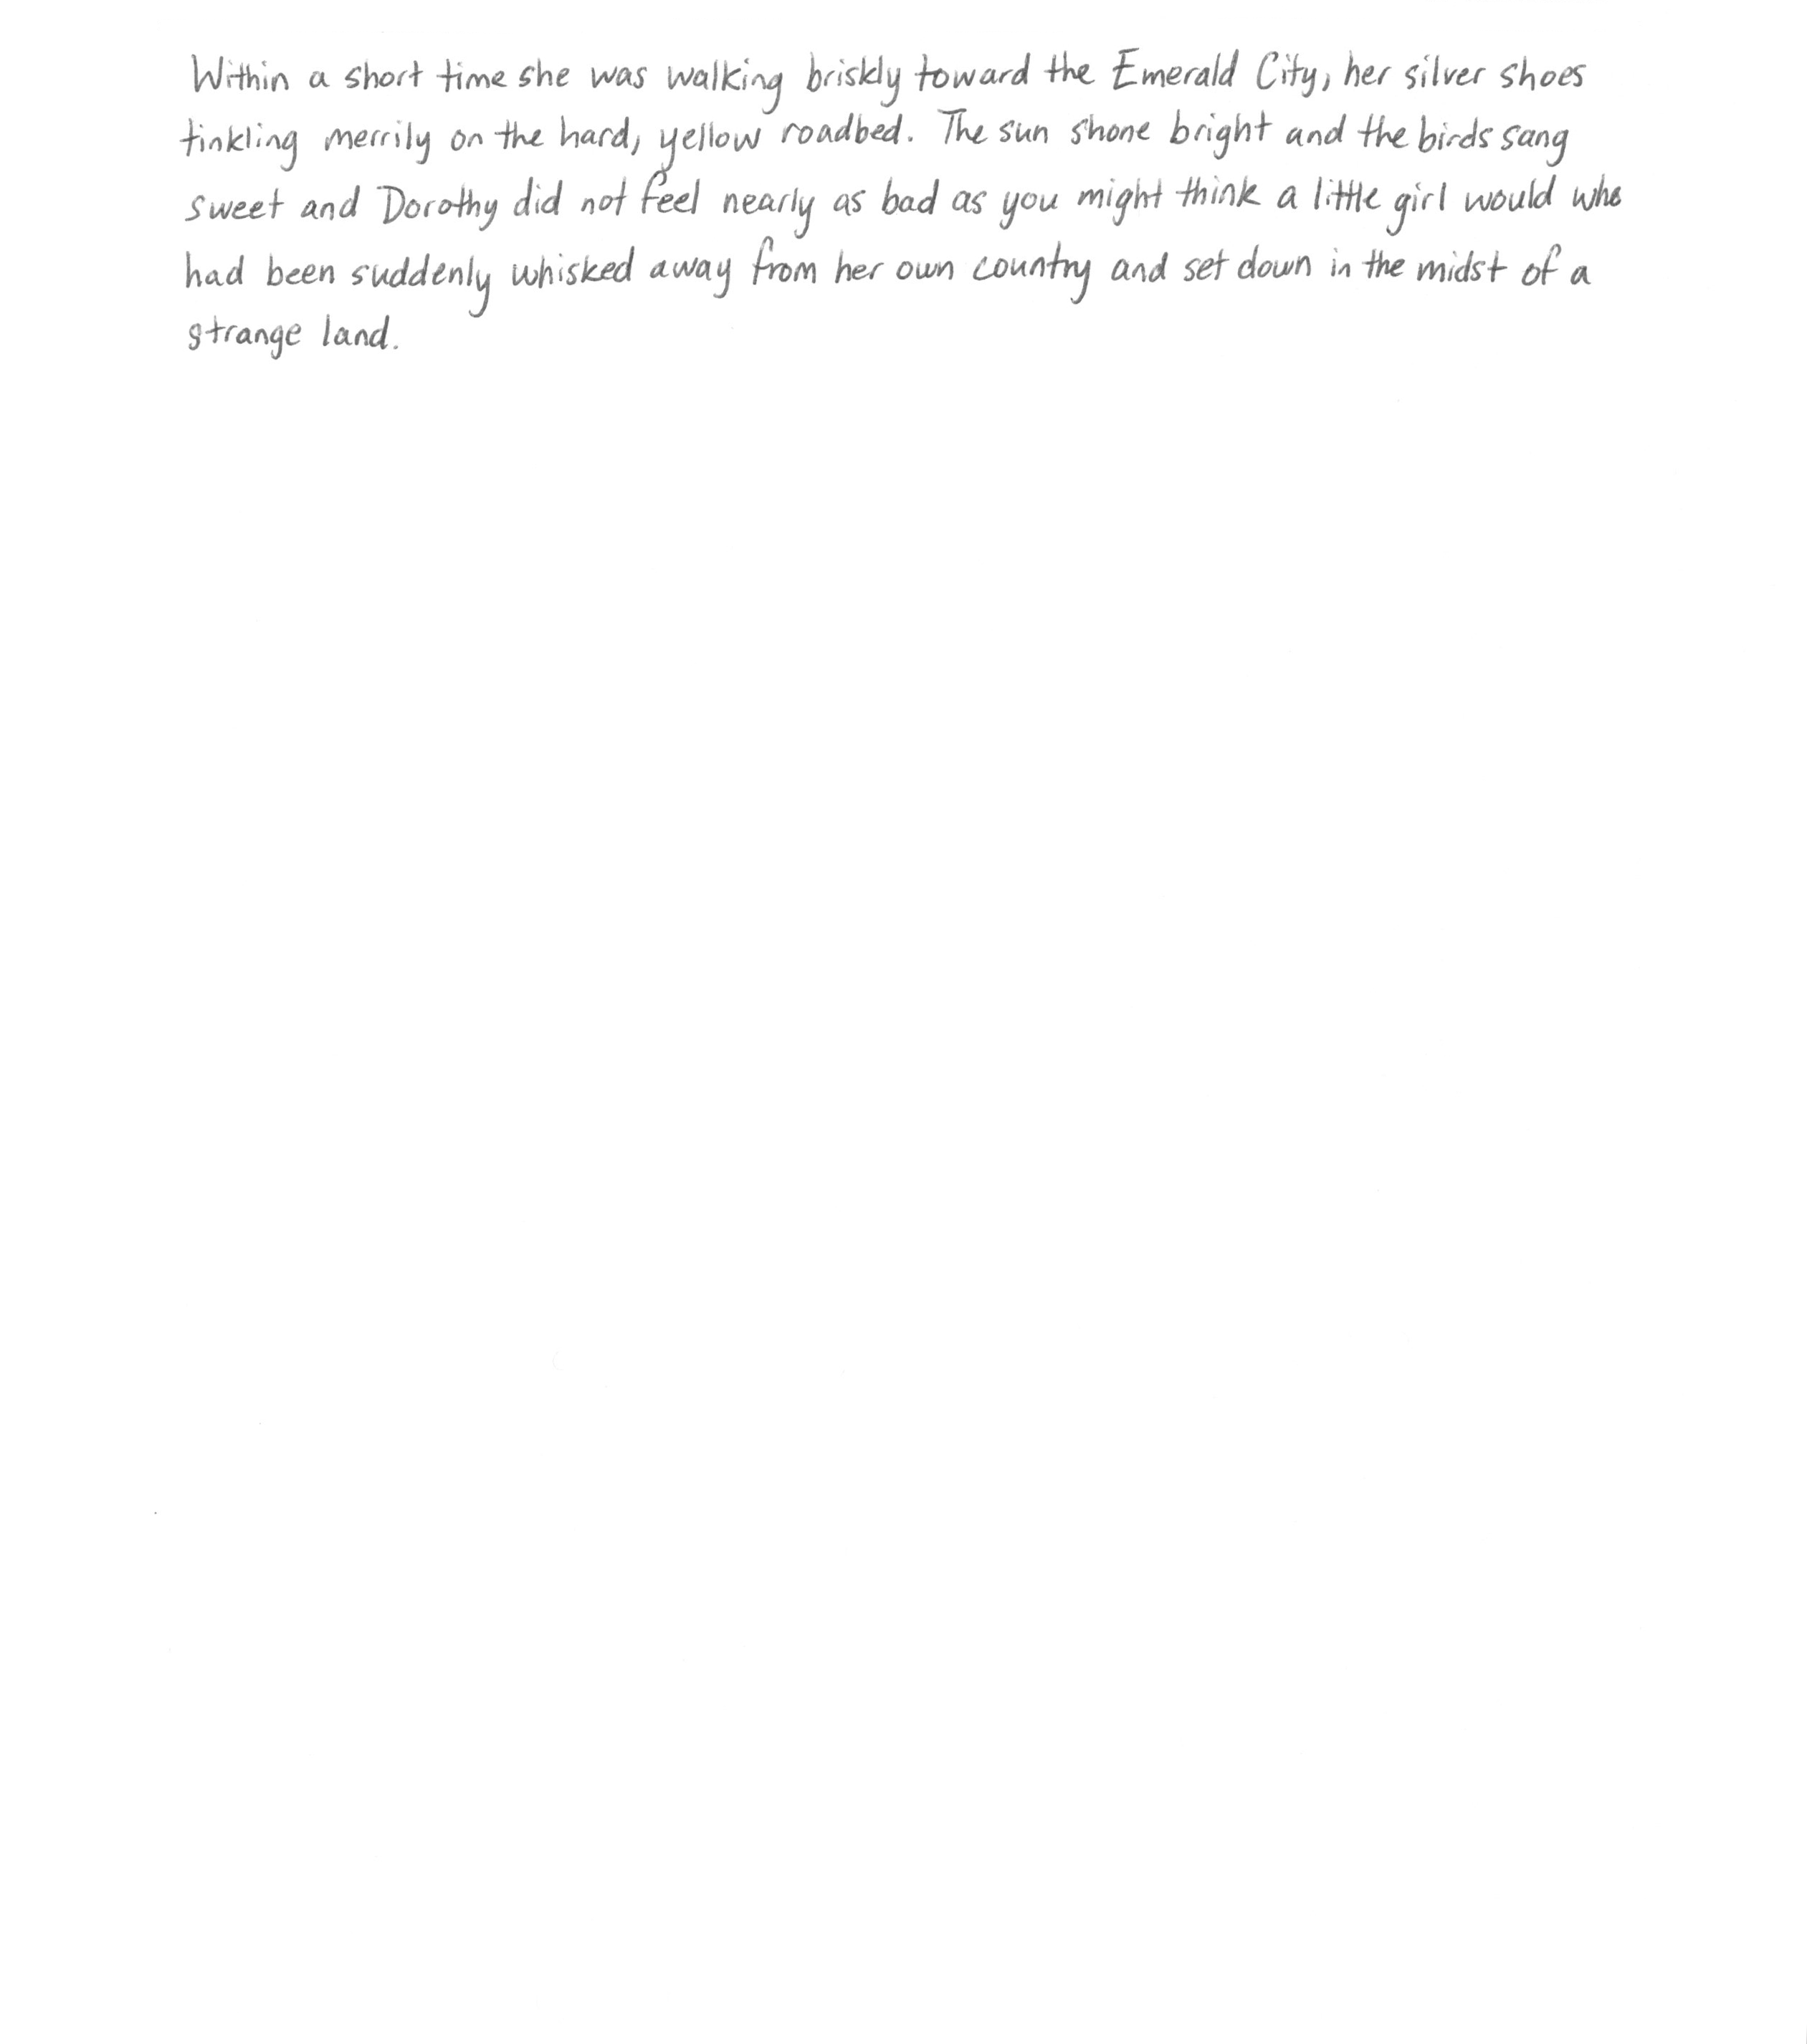 Within a short time she was walking briskly toward the Emerald City, her silver shoes
tinkling merrily on the hard, yellow roadbed. The sun shone bright and the birds sang
sweet and Dorothy did not feel nearly as bad as you might think a little girl would who
had been suddenly whisked away from her own country and set down in the midst of a
strange land.